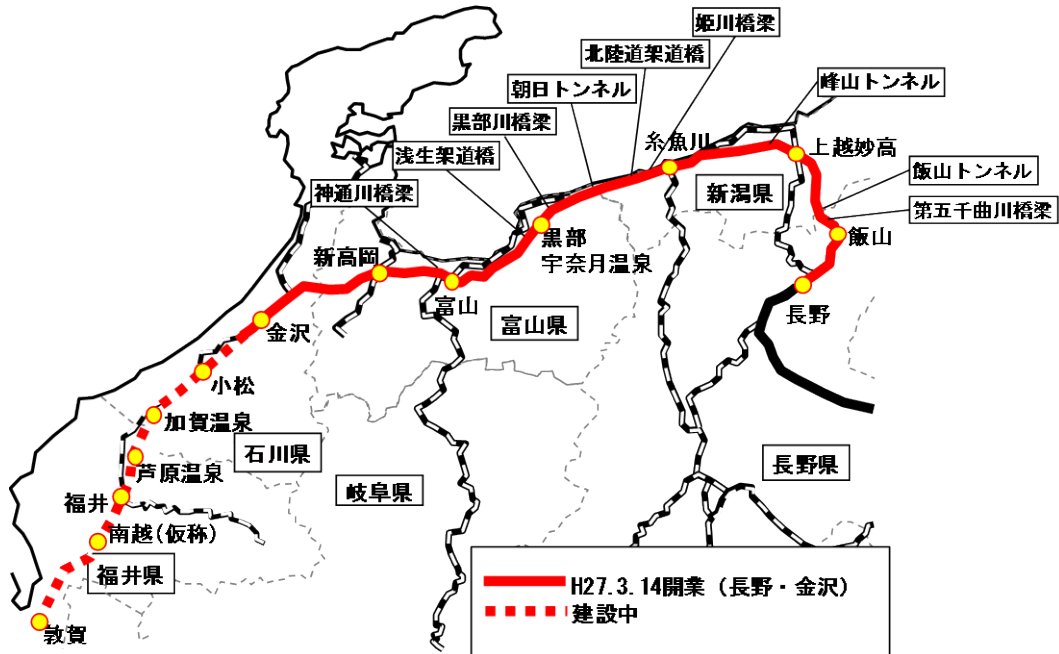 姫川橋梁
北陸道架道橋
朝日トンネル
峰山トンネル
黒部川橋梁
糸魚川
上越妙高
浅生架道橋
飯山トンネル
神通川橋梁
新潟県
第五千曲川橋梁
黒部
宇奈月温泉
飯山
新高岡
富山
長野
金沢
富山県
小松
加賀温泉
石川県
長野県
芦原温泉
岐阜県
福井
南越(仮称)
福井県
H27.3.14開業(長野・金沢)
建設中
敦賀